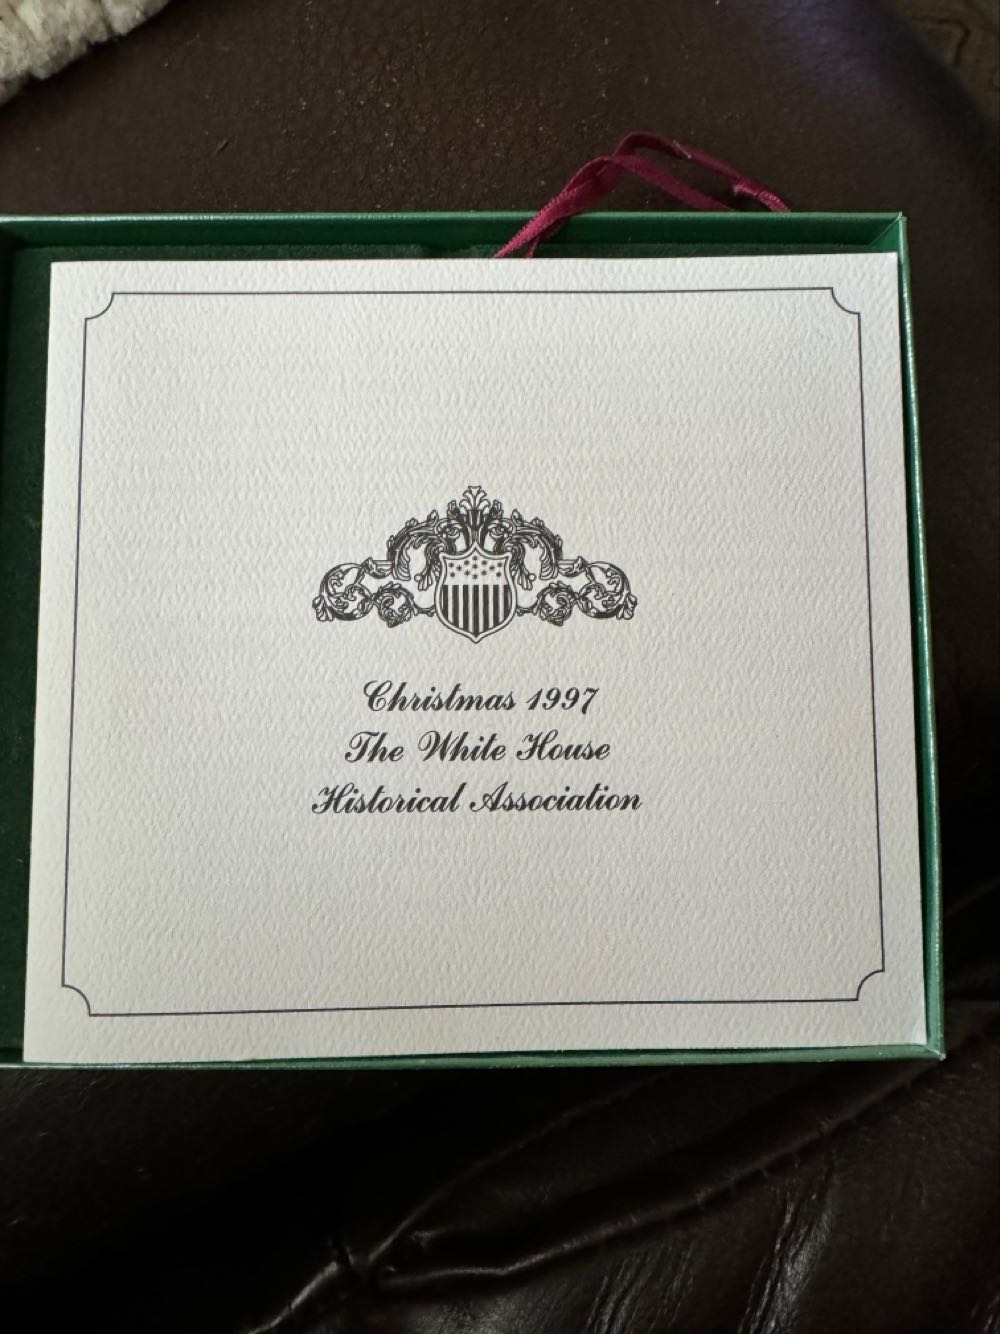 Christmas 1997
The White House
Historical Association